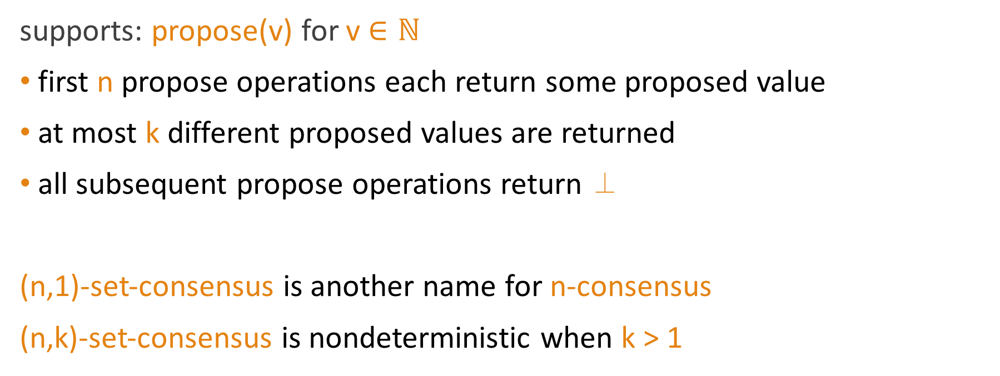 supports: propose(v) for v ∈ ℕ
• first n propose operations each return some proposed value
• at most k different proposed values are returned
• all subsequent propose operations return ⊥
(n,1)-set-consensus is another name for n-consensus
(n,k)-set-consensus is nondeterministic when k > 1